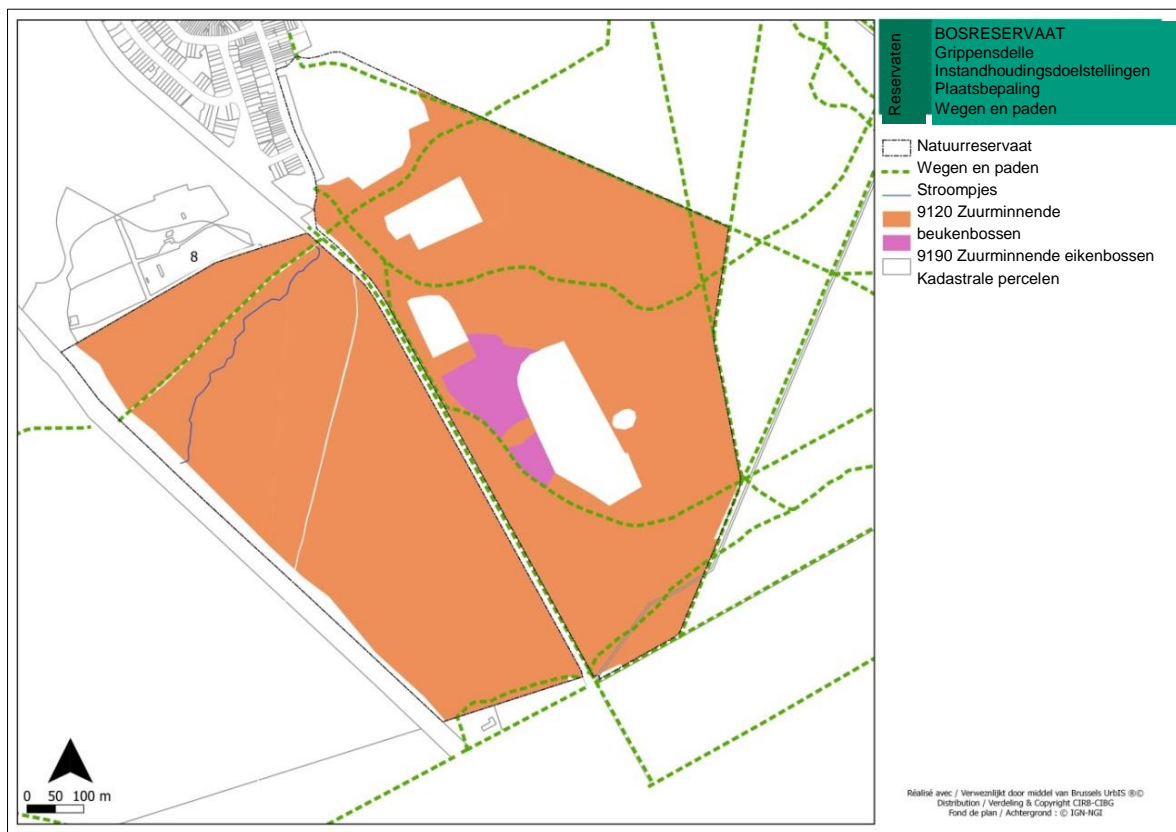 Reservaten
BOSRESERVAAT
Grippensdelle
Instandhoudingsdoelstellingen
Plaatsbepaling
Wegen en paden
Natuurreservaat
Wegen en paden
Stroompjes
9120 Zuurminnende
beukenbossen
9190 Zuurminnende eikenbossen
Kadastrale percelen
8
0 50 100 m
Réalisé avec / Verweznlijkt door middel van Brussels UrbIS ®©
Distribution / Verdeling & Copyright CIRB-CIBG
Fond de plan / Achtergrond : © IGN-NGI